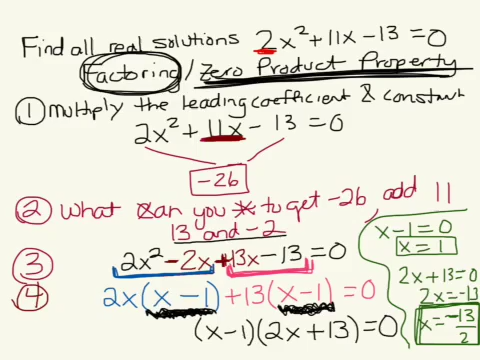 Find all real solutions 2x² + 11x - 13 = 0
Factoring / Zero Product Property
① Multiply the leading coefficient & constant
2x² + 11x - 13 = 0
-26
② What can you * to get -26, add 11
13 and -2
③ 2x² - 2x + 13x - 13 = 0
④ 2x(x - 1) + 13(x - 1) = 0
(x - 1)(2x + 13) = 0
x - 1 = 0
x = 1
2x + 13 = 0
2x = -13
x = -13/2